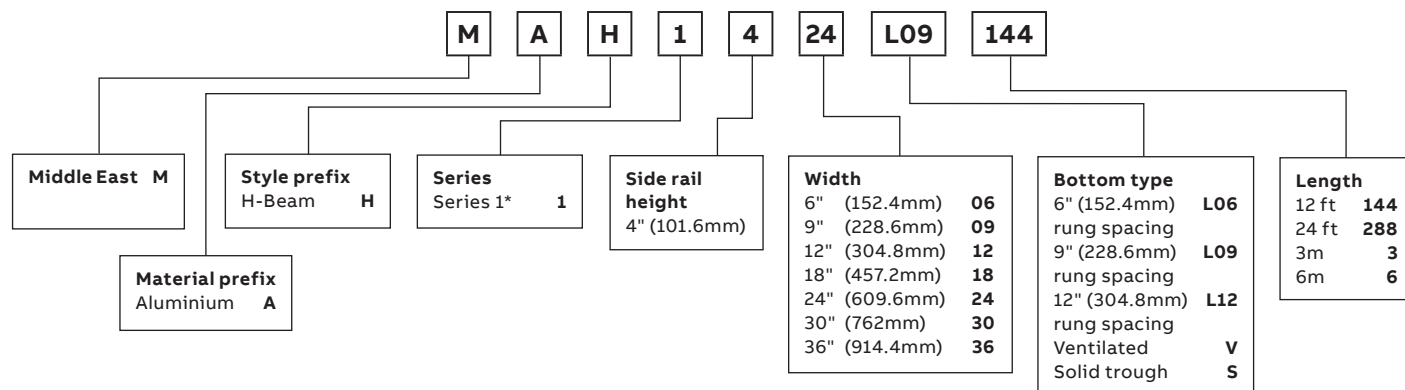 M A H 1 4 24 L09 144
Middle East M
Material prefix
Aluminium A
Style prefix
H-Beam H
Series
Series 1* 1
Side rail
height
4" (101.6mm)
Width
6" (152.4mm) 06
9" (228.6mm) 09
12" (304.8mm) 12
18" (457.2mm) 18
24" (609.6mm) 24
30" (762mm) 30
36" (914.4mm) 36
Bottom type
6" (152.4mm) L06
rung spacing
9" (228.6mm) L09
rung spacing
12" (304.8mm) L12
rung spacing
Ventilated V
Solid trough S
Length
12 ft 144
24 ft 288
3m 3
6m 6